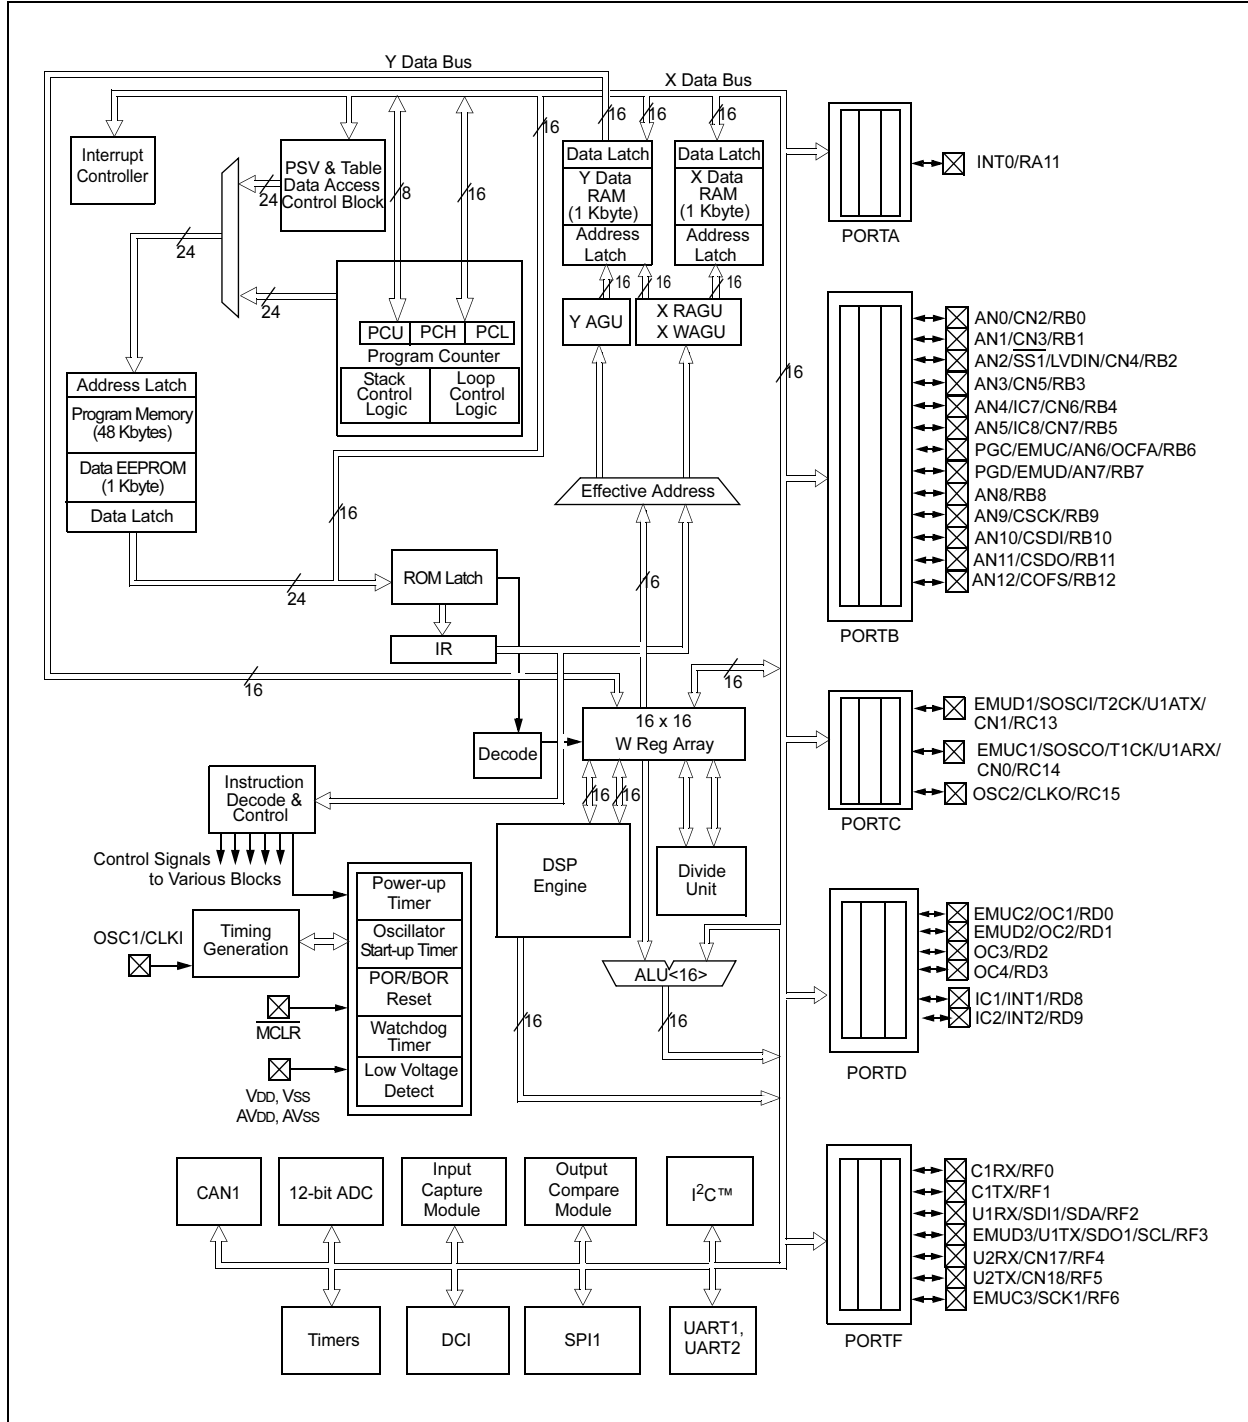 Y Data Bus
X Data Bus
16
16
16
16
Interrupt
Controller
PSV & Table
Data Access
Control Block
24
8
16
24
24
Data Latch
Y Data
RAM
(1 Kbyte)
Address
Latch
Data Latch
X Data
RAM
(1 Kbyte)
Address
Latch
16
16
16
Y AGU
X RAGU
X WAGU
PCU
PCH
PCL
Program Counter
Stack
Control
Logic
Loop
Control
Logic
Address Latch
Program Memory
(48 Kbytes)
Data EEPROM
(1 Kbyte)
Data Latch
16
16
Effective Address
24
ROM Latch
IR
6
16
16
16 x 16
W Reg Array
Decode
16
16
Instruction
Decode &
Control
Control Signals
to Various Blocks
DSP
Engine
Divide
Unit
OSC1/CLKI
Timing
Generation
Power-up
Timer
Oscillator
Start-up Timer
POR/BOR
Reset
Watchdog
Timer
Low Voltage
Detect
MCLR
VDD, VSS
AVDD, AVSS
ALU<16>
16
16
CAN1
12-bit ADC
Input
Capture
Module
Output
Compare
Module
I²C™
Timers
DCI
SPI1
UART1,
UART2
INT0/RA11
PORTA
AN0/CN2/RB0
AN1/CN3/RB1
AN2/SS1/LVDIN/CN4/RB2
AN3/CN5/RB3
AN4/IC7/CN6/RB4
AN5/IC8/CN7/RB5
PGC/EMUC/AN6/OCFA/RB6
PGD/EMUD/AN7/RB7
AN8/RB8
AN9/CSCK/RB9
AN10/CSDI/RB10
AN11/CSDO/RB11
AN12/COFS/RB12
PORTB
EMUD1/SOSCI/T2CK/U1ATX/
CN1/RC13
EMUC1/SOSCO/T1CK/U1ARX/
CN0/RC14
OSC2/CLKO/RC15
PORTC
EMUC2/OC1/RD0
EMUD2/OC2/RD1
OC3/RD2
OC4/RD3
IC1/INT1/RD8
IC2/INT2/RD9
PORTD
C1RX/RF0
C1TX/RF1
U1RX/SDI1/SDA/RF2
EMUD3/U1TX/SDO1/SCL/RF3
U2RX/CN17/RF4
U2TX/CN18/RF5
EMUC3/SCK1/RF6
PORTF